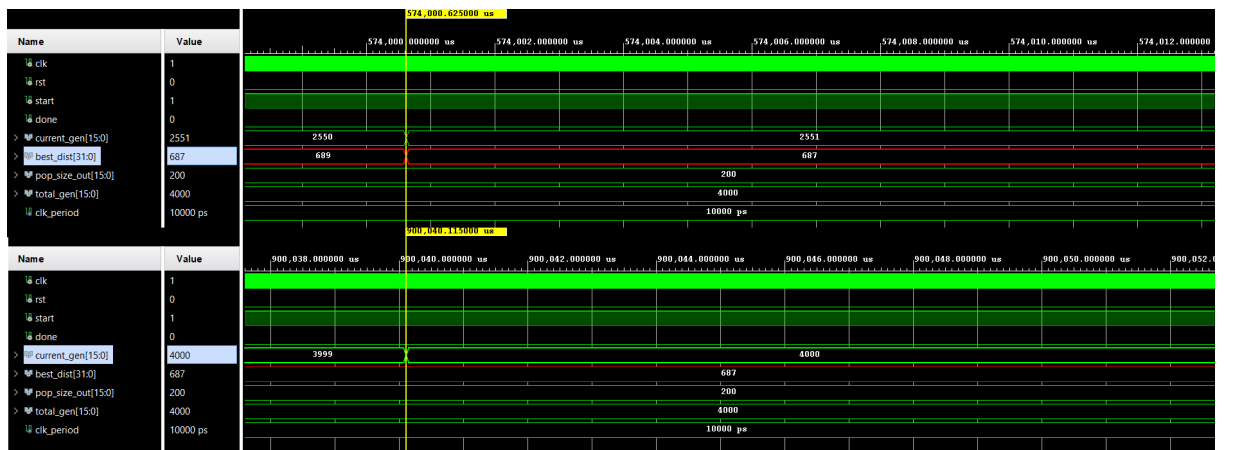 574,000.625000 us
Name Value 574,000.000000 us 574,002.000000 us 574,004.000000 us 574,006.000000 us 574,008.000000 us 574,010.000000 us 574,012.000000
clk 1
rst 0
start 1
done 0
current_gen[15:0] 2551 2550 2551
best_dist[31:0] 687 689 687
pop_size_out[15:0] 200 200
total_gen[15:0] 4000 4000
clk_period 10000 ps 10000 ps
900,040.115000 us
Name Value 900,038.000000 us 900,040.000000 us 900,042.000000 us 900,044.000000 us 900,046.000000 us 900,048.000000 us 900,050.000000 us 900,052.0
clk 1
rst 0
start 1
done 0
current_gen[15:0] 4000 3999 4000
best_dist[31:0] 687 687
pop_size_out[15:0] 200 200
total_gen[15:0] 4000 4000
clk_period 10000 ps 10000 ps